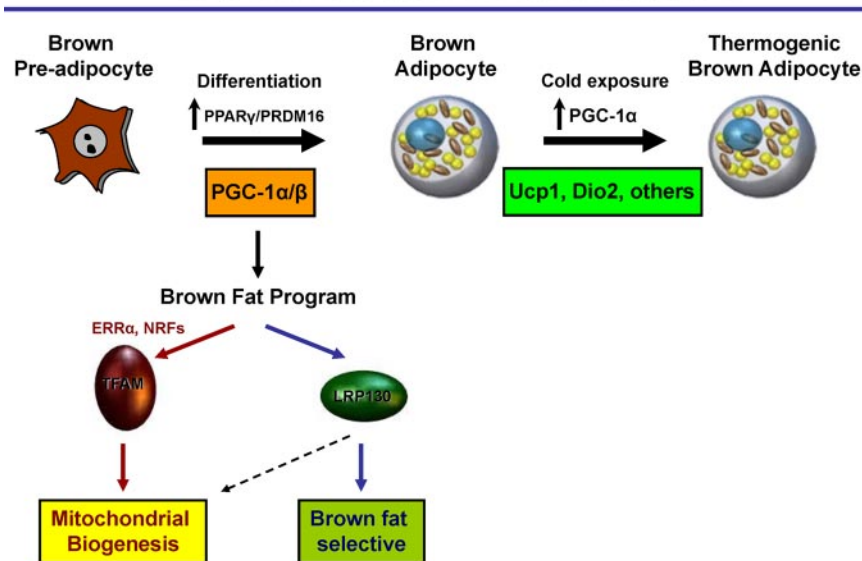 Brown
Pre-adipocyte
Differentiation
PPARγ/PRDM16
PGC-1α/β
Brown
Adipocyte
Cold exposure
PGC-1α
Ucp1, Dio2, others
Thermogenic
Brown Adipocyte
Brown Fat Program
ERRα, NRFs
TFAM
LRP130
Mitochondrial
Biogenesis
Brown fat
selective